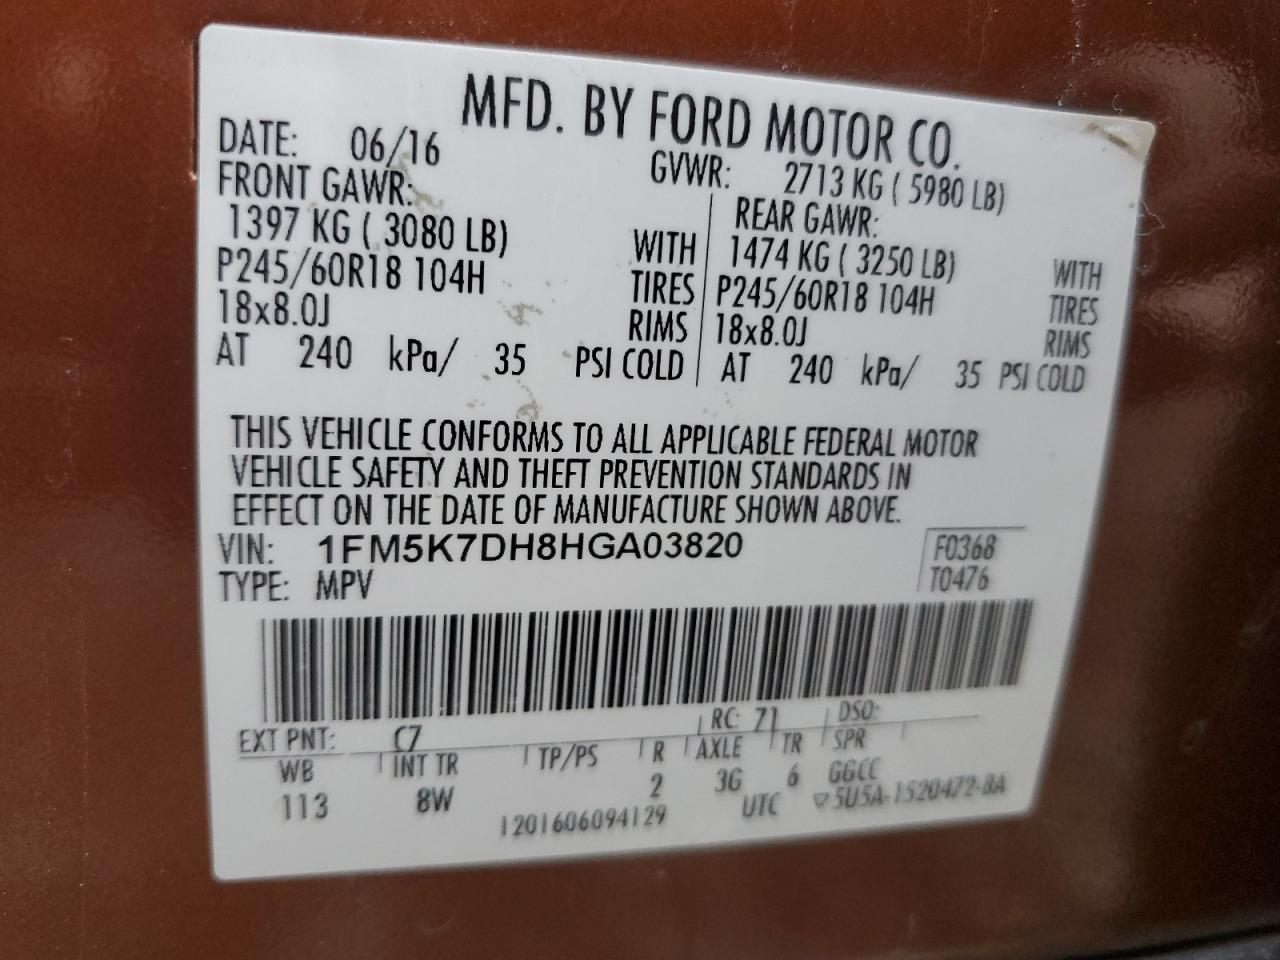 MFD. BY FORD MOTOR CO.
DATE: 06/16 GVWR: 2713 KG ( 5980 LB)
FRONT GAWR: REAR GAWR:
1397 KG ( 3080 LB) WITH 1474 KG ( 3250 LB) WITH
P245/60R18 104H TIRES P245/60R18 104H TIRES
18x8.0J RIMS 18x8.0J RIMS
AT 240 kPa/ 35 PSI COLD AT 240 kPa/ 35 PSI COLD
THIS VEHICLE CONFORMS TO ALL APPLICABLE FEDERAL MOTOR
VEHICLE SAFETY AND THEFT PREVENTION STANDARDS IN
EFFECT ON THE DATE OF MANUFACTURE SHOWN ABOVE.
VIN: 1FM5K7DH8HGA03820 F0368
TYPE: MPV T0476
EXT PNT: C7 RC: 71 DSO:
WB INT TR TP/PS R AXLE TR SPR
113 8W 2 3G 6 GGCC
1201606094129 UTC ▽5U5A-1520472-BA